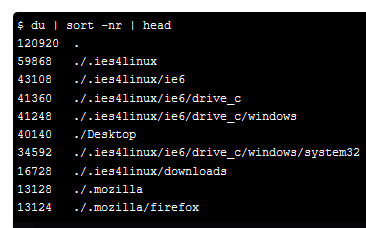 $ du | sort -nr | head
120920  .
59868   ./.ies4linux
43108   ./.ies4linux/ie6
41360   ./.ies4linux/ie6/drive_c
41248   ./.ies4linux/ie6/drive_c/windows
40140   ./Desktop
34592   ./.ies4linux/ie6/drive_c/windows/system32
16728   ./.ies4linux/downloads
13128   ./.mozilla
13124   ./.mozilla/firefox